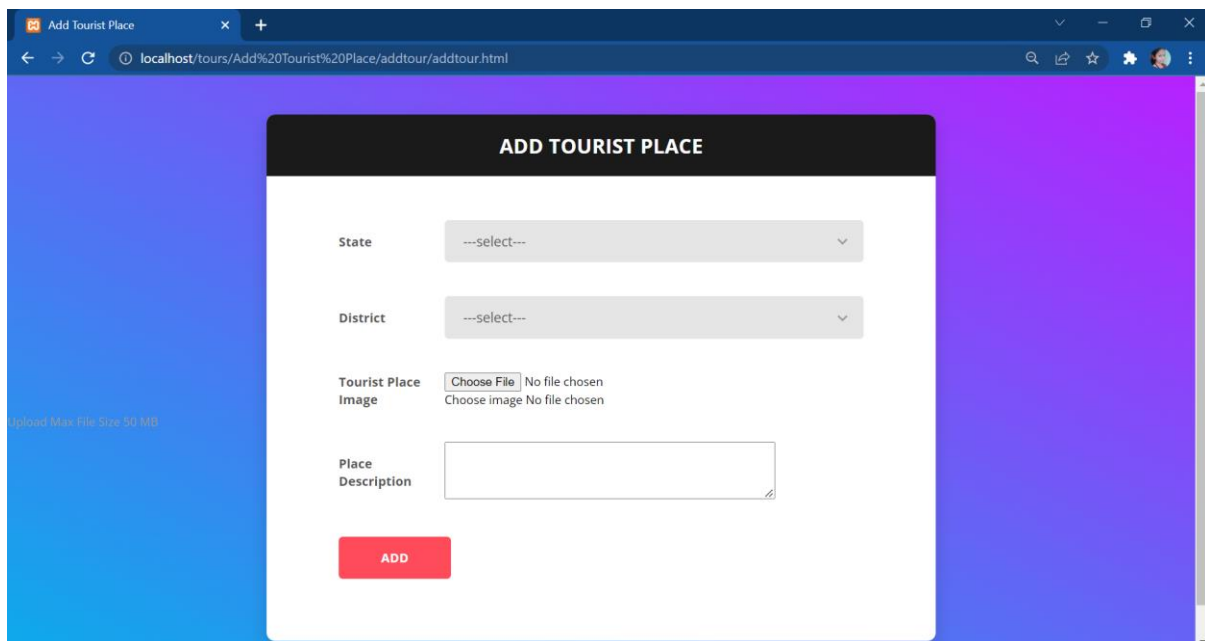 Add Tourist Place
localhost/tours/Add%20Tourist%20Place/addtour/addtour.html
ADD TOURIST PLACE
State ---select---
District ---select---
Tourist Place Choose File No file chosen
Image Choose image No file chosen
Upload Max File Size 50 MB
Place
Description
ADD